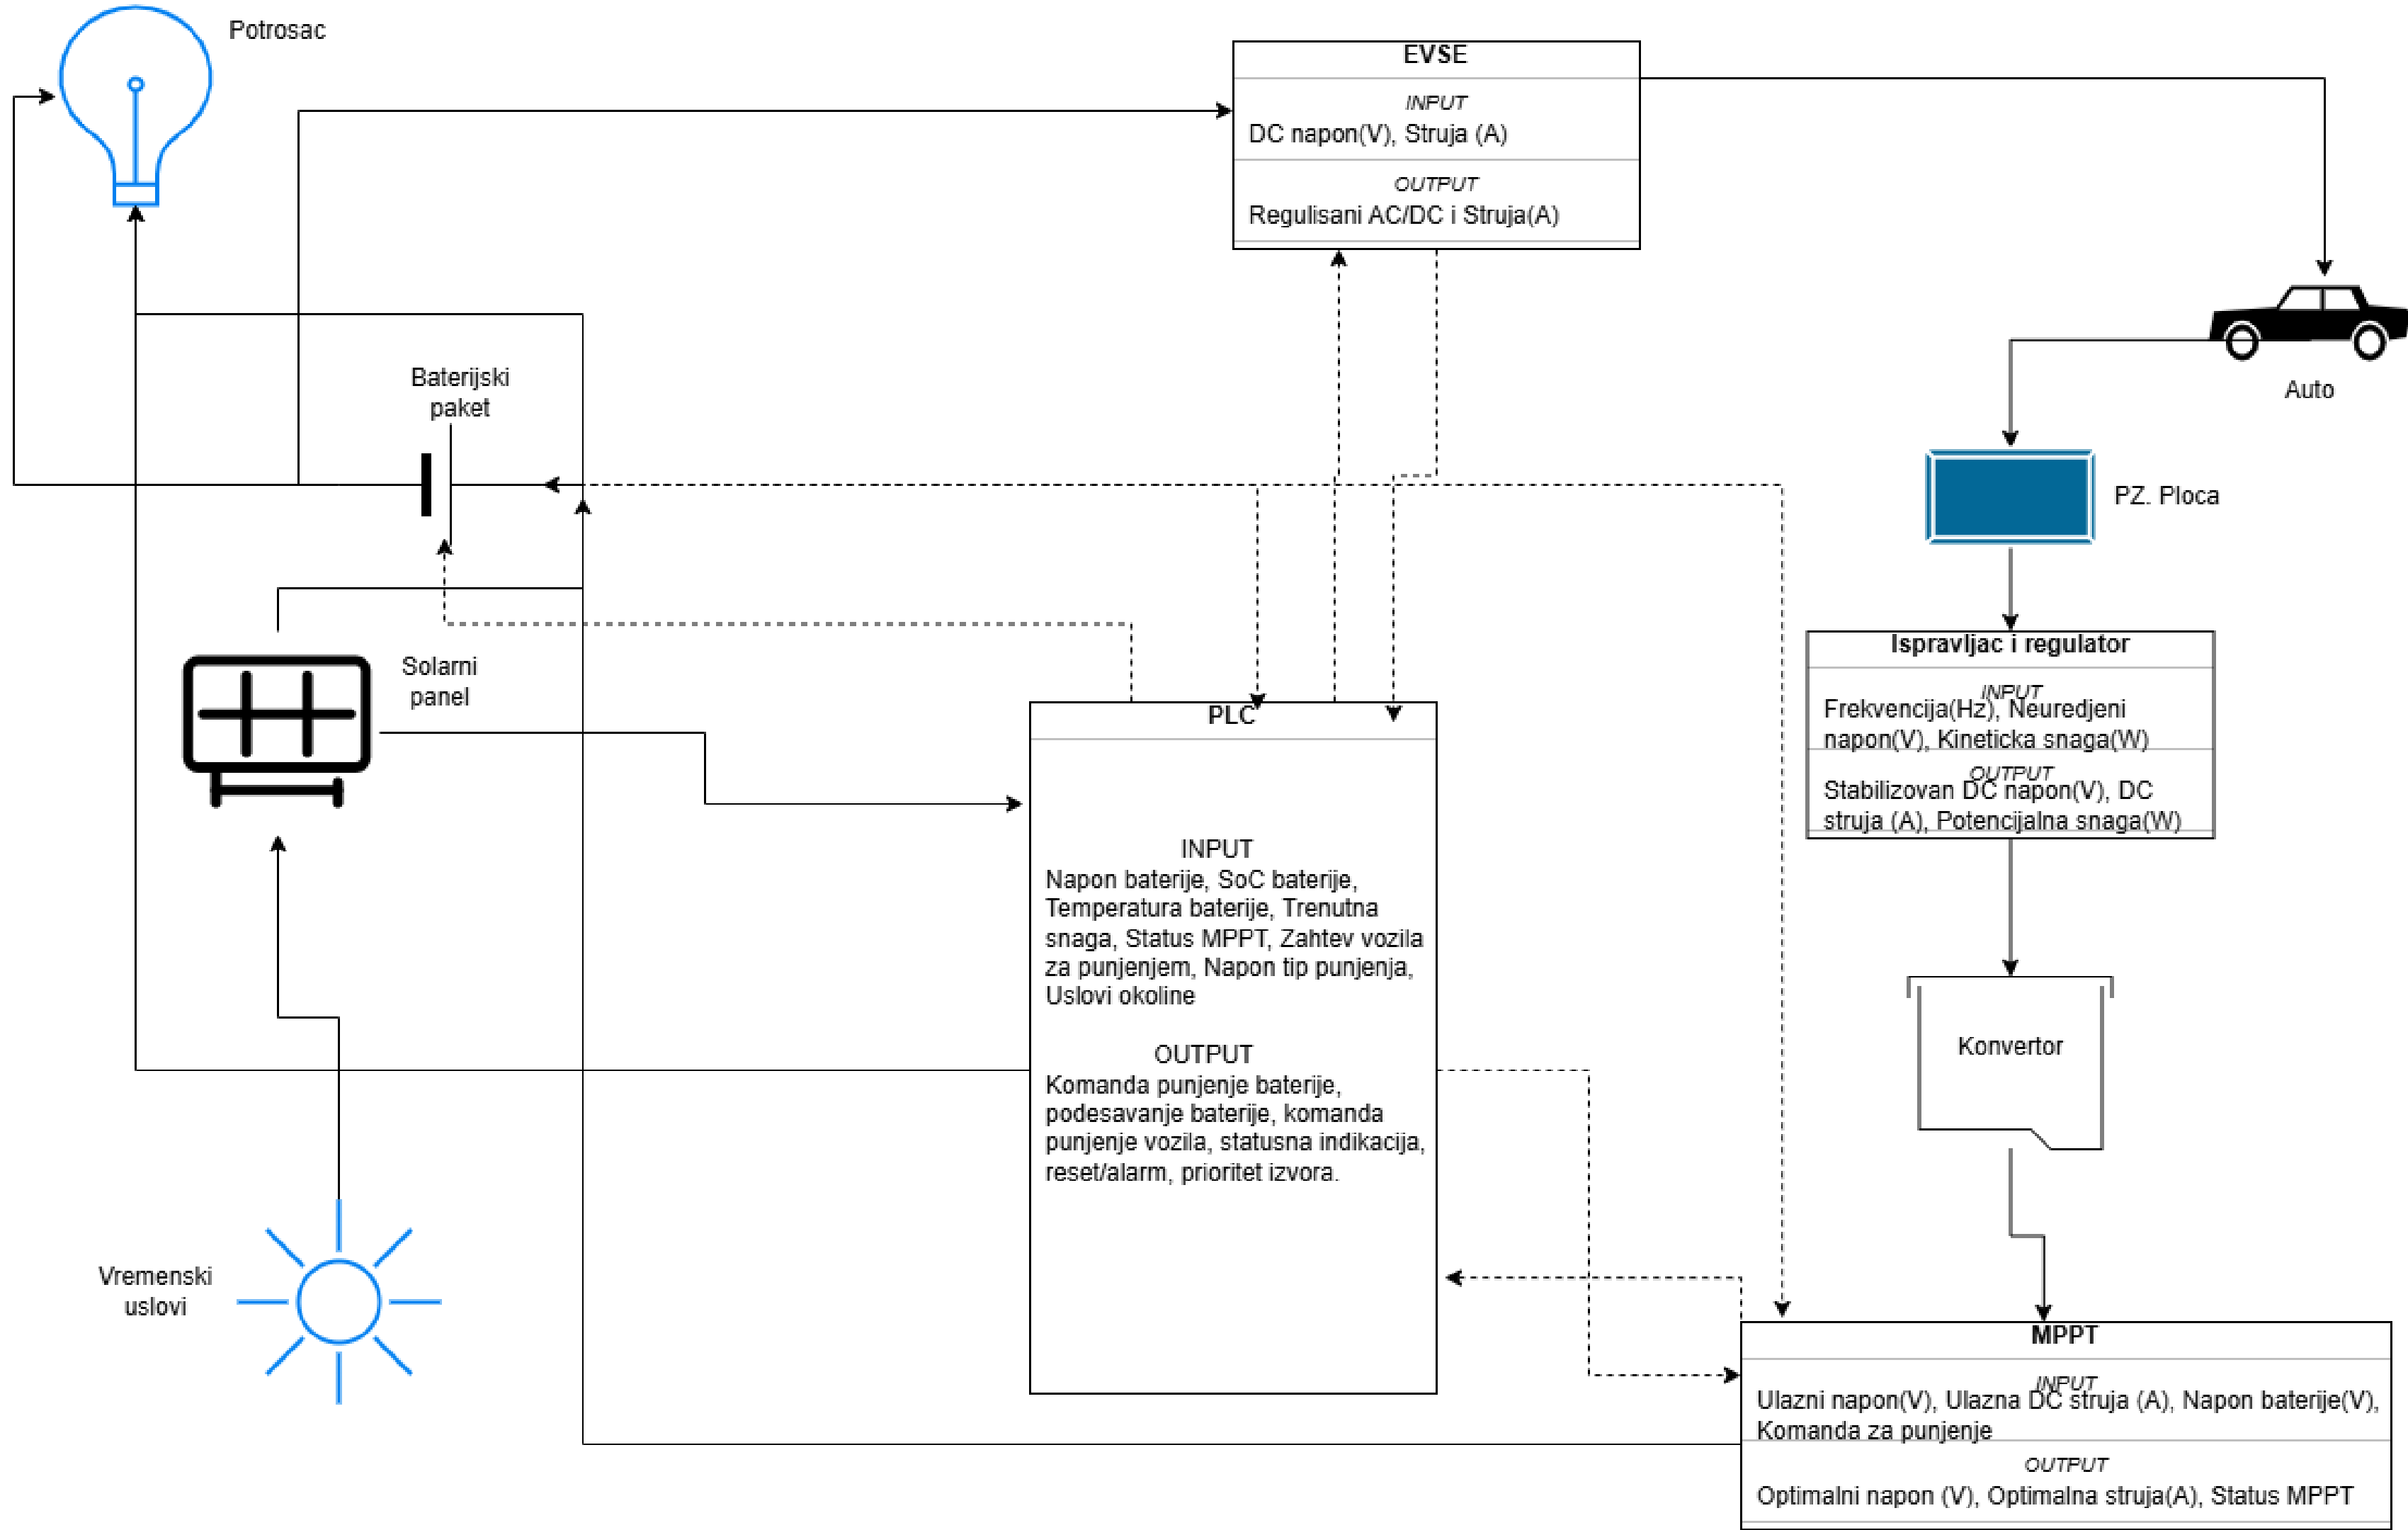 Potrosac
EVSE
INPUT
DC napon(V), Struja (A)
OUTPUT
Regulisani AC/DC i Struja(A)
Baterijski
paket
Auto
PZ. Ploca
Solarni
panel
Ispravljac i regulator
INPUT
Frekvencija(Hz), Neuredjeni
napon(V), Kineticka snaga(W)
OUTPUT
Stabilizovan DC napon(V), DC
struja (A), Potencijalna snaga(W)
PLC
INPUT
Napon baterije, SoC baterije,
Temperatura baterije, Trenutna
snaga, Status MPPT, Zahtev vozila
za punjenjem, Napon tip punjenja,
Uslovi okoline
OUTPUT
Komanda punjenje baterije,
podesavanje baterije, komanda
punjenje vozila, statusna indikacija,
reset/alarm, prioritet izvora.
Konvertor
Vremenski
uslovi
MPPT
INPUT
Ulazni napon(V), Ulazna DC struja (A), Napon baterije(V),
Komanda za punjenje
OUTPUT
Optimalni napon (V), Optimalna struja(A), Status MPPT